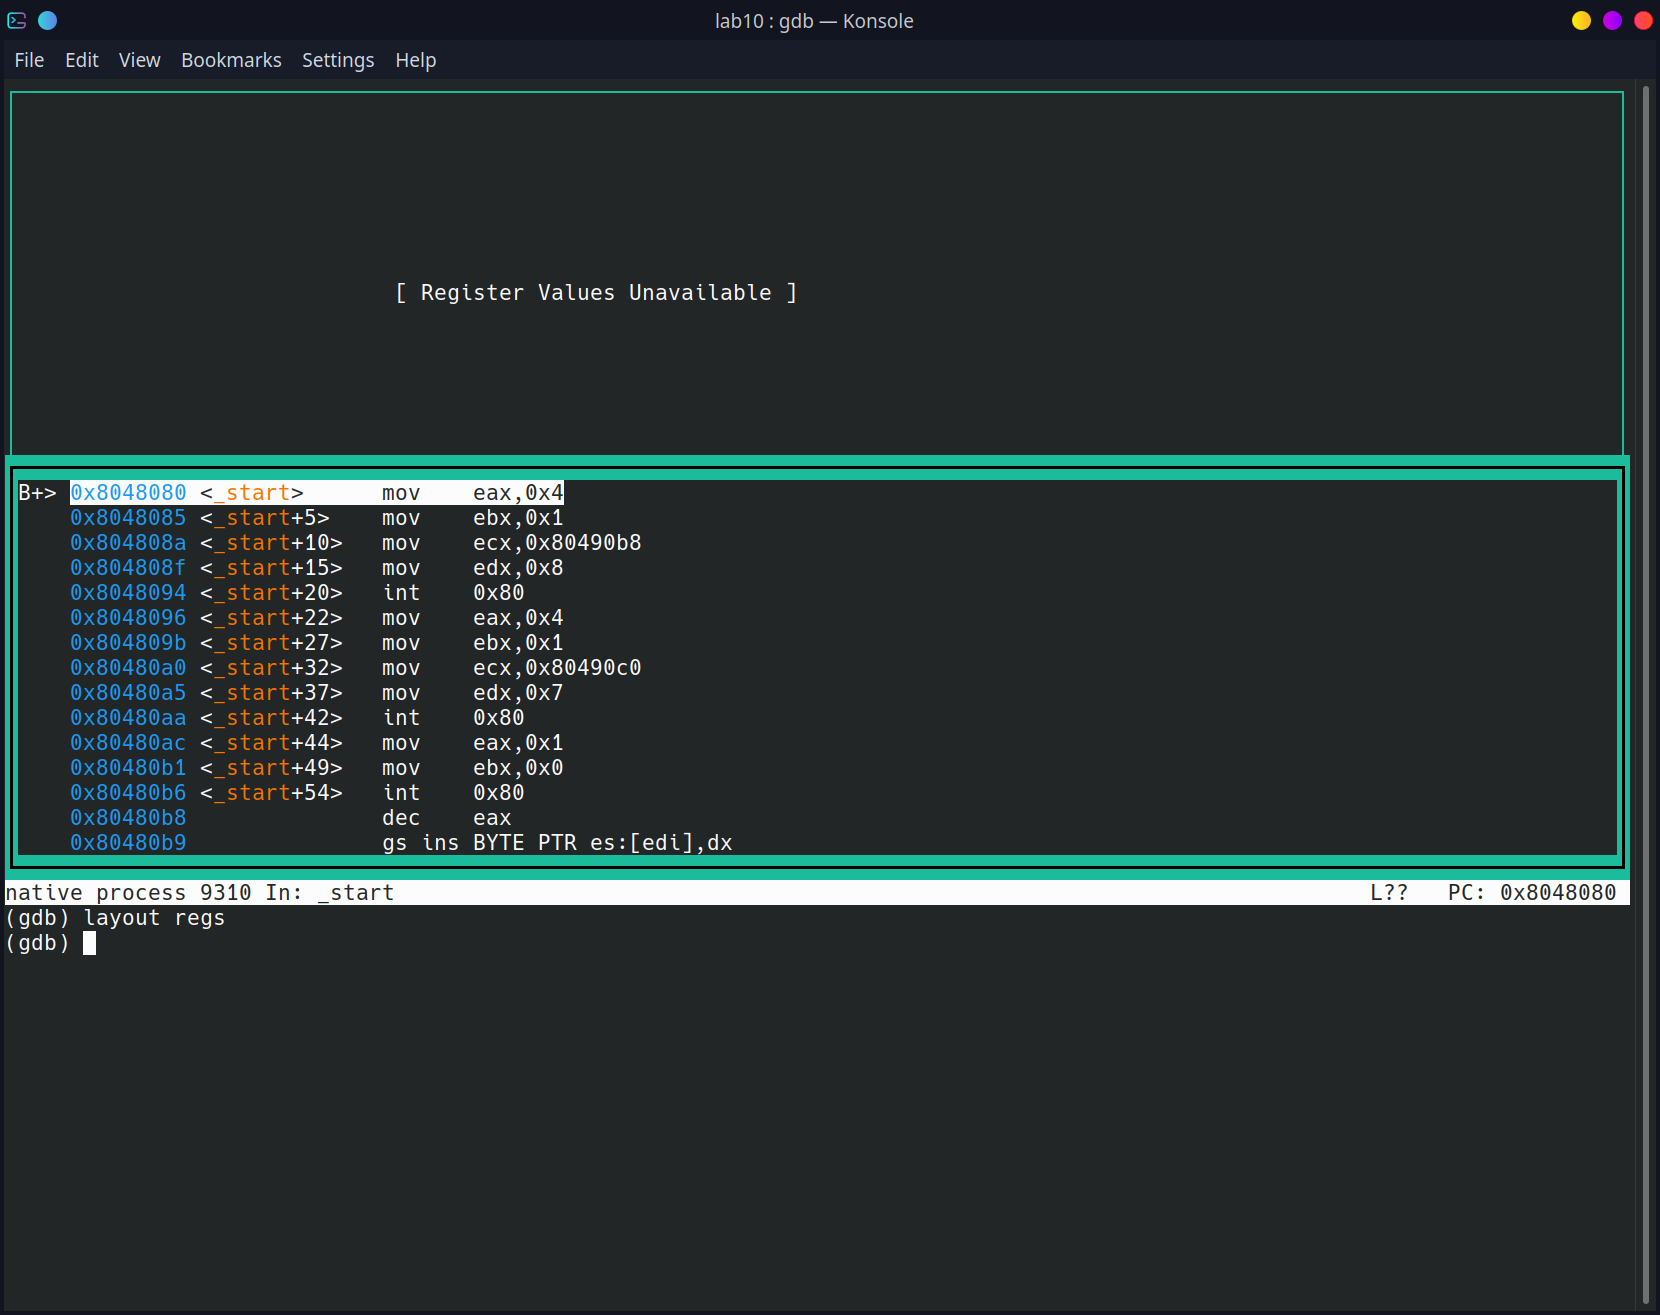 lab10 : gdb — Konsole
File Edit View Bookmarks Settings Help
[ Register Values Unavailable ]
B+> 0x8048080 <_start> mov eax,0x4
0x8048085 <_start+5> mov ebx,0x1
0x804808a <_start+10> mov ecx,0x80490b8
0x804808f <_start+15> mov edx,0x8
0x8048094 <_start+20> int 0x80
0x8048096 <_start+22> mov eax,0x4
0x804809b <_start+27> mov ebx,0x1
0x80480a0 <_start+32> mov ecx,0x80490c0
0x80480a5 <_start+37> mov edx,0x7
0x80480aa <_start+42> int 0x80
0x80480ac <_start+44> mov eax,0x1
0x80480b1 <_start+49> mov ebx,0x0
0x80480b6 <_start+54> int 0x80
0x80480b8 dec eax
0x80480b9 gs ins BYTE PTR es:[edi],dx
native process 9310 In: _start L?? PC: 0x8048080
(gdb) layout regs
(gdb)